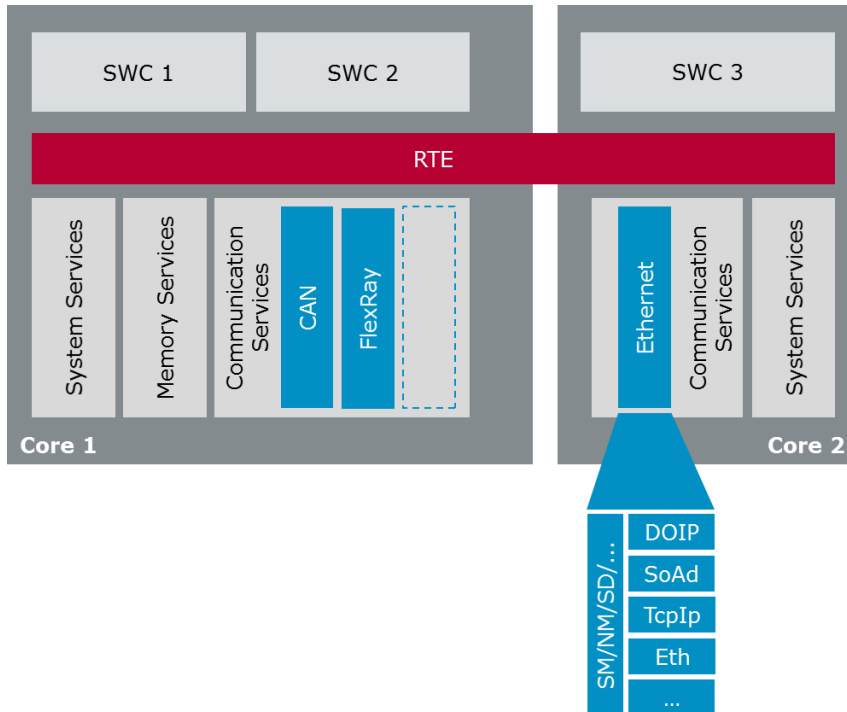 SWC 1
SWC 2
SWC 3
RTE
System Services
Memory Services
Communication
Services
CAN
FlexRay
Ethernet
Communication
Services
System Services
Core 1
Core 2
SM/NM/SD/...
DOIP
SoAd
TcpIp
Eth
...